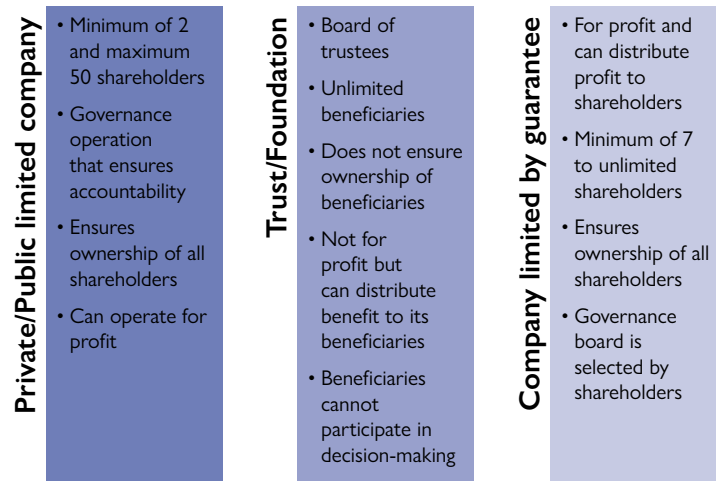 Private/Public limited company
• Minimum of 2
and maximum
50 shareholders
• Governance
operation
that ensures
accountability
• Ensures
ownership of all
shareholders
• Can operate for
profit
Trust/Foundation
• Board of
trustees
• Unlimited
beneficiaries
• Does not ensure
ownership of
beneficiaries
• Not for
profit but
can distribute
benefit to its
beneficiaries
• Beneficiaries
cannot
participate in
decision-making
Company limited by guarantee
• For profit and
can distribute
profit to
shareholders
• Minimum of 7
to unlimited
shareholders
• Ensures
ownership of all
shareholders
• Governance
board is
selected by
shareholders